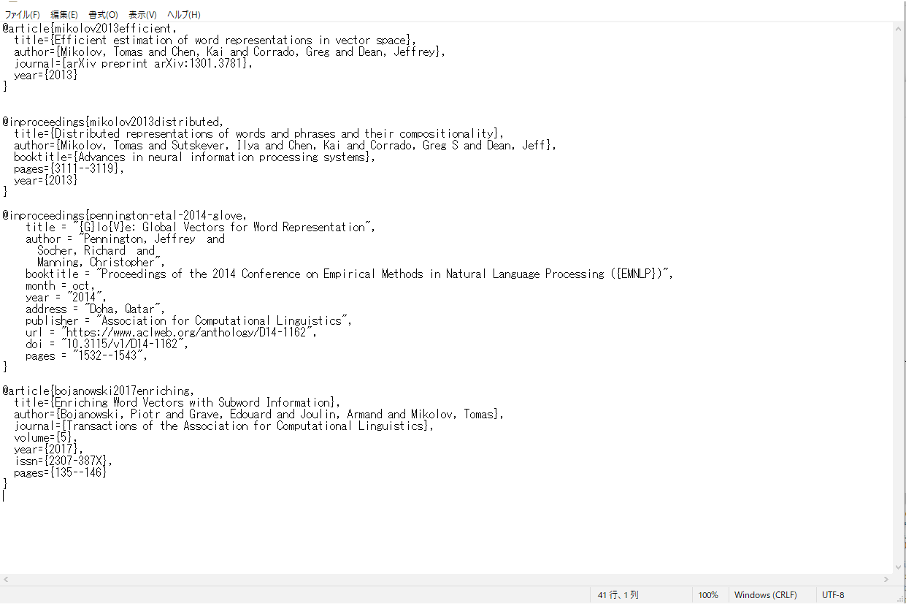 ファイル(F) 編集(E) 書式(O) 表示(V) ヘルプ(H)
@article{mikolov2013efficient,
  title={Efficient estimation of word representations in vector space},
  author={Mikolov, Tomas and Chen, Kai and Corrado, Greg and Dean, Jeffrey},
  journal={arXiv preprint arXiv:1301.3781},
  year={2013}
}
@inproceedings{mikolov2013distributed,
  title={Distributed representations of words and phrases and their compositionality},
  author={Mikolov, Tomas and Sutskever, Ilya and Chen, Kai and Corrado, Greg S and Dean, Jeff},
  booktitle={Advances in neural information processing systems},
  pages={3111--3119},
  year={2013}
}
@inproceedings{pennington-etal-2014-glove,
    title = "{G}lo{V}e: Global Vectors for Word Representation",
    author = "Pennington, Jeffrey  and
      Socher, Richard  and
      Manning, Christopher",
    booktitle = "Proceedings of the 2014 Conference on Empirical Methods in Natural Language Processing ({EMNLP})",
    month = oct,
    year = "2014",
    address = "Doha, Qatar",
    publisher = "Association for Computational Linguistics",
    url = "https://www.aclweb.org/anthology/D14-1162",
    doi = "10.3115/v1/D14-1162",
    pages = "1532--1543",
}
@article{bojanowski2017enriching,
  title={Enriching Word Vectors with Subword Information},
  author={Bojanowski, Piotr and Grave, Edouard and Joulin, Armand and Mikolov, Tomas},
  journal={Transactions of the Association for Computational Linguistics},
  volume={5},
  year={2017},
  issn={2307-387X},
  pages={135--146}
}
41 行、1 列 100% Windows (CRLF) UTF-8